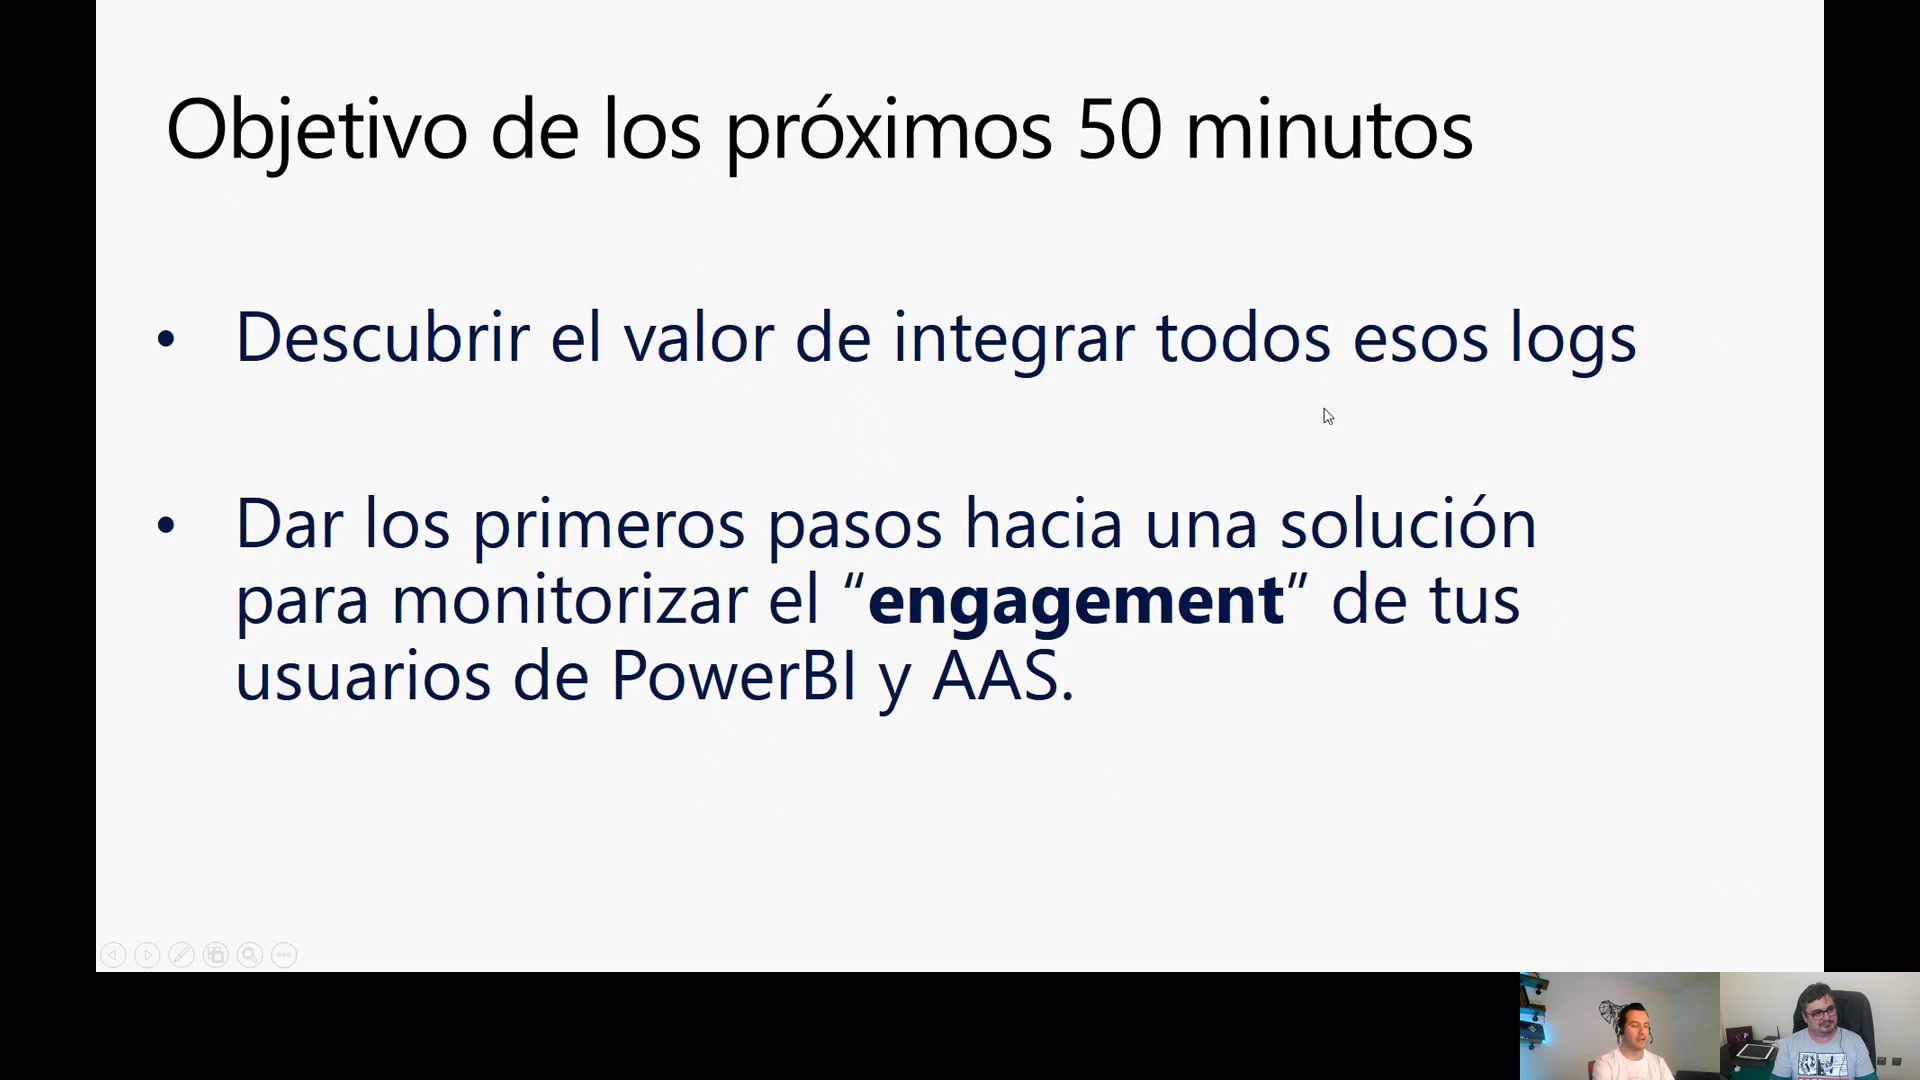 Objetivo de los próximos 50 minutos
• Descubrir el valor de integrar todos esos logs
• Dar los primeros pasos hacia una solución
para monitorizar el “engagement” de tus
usuarios de PowerBI y AAS.